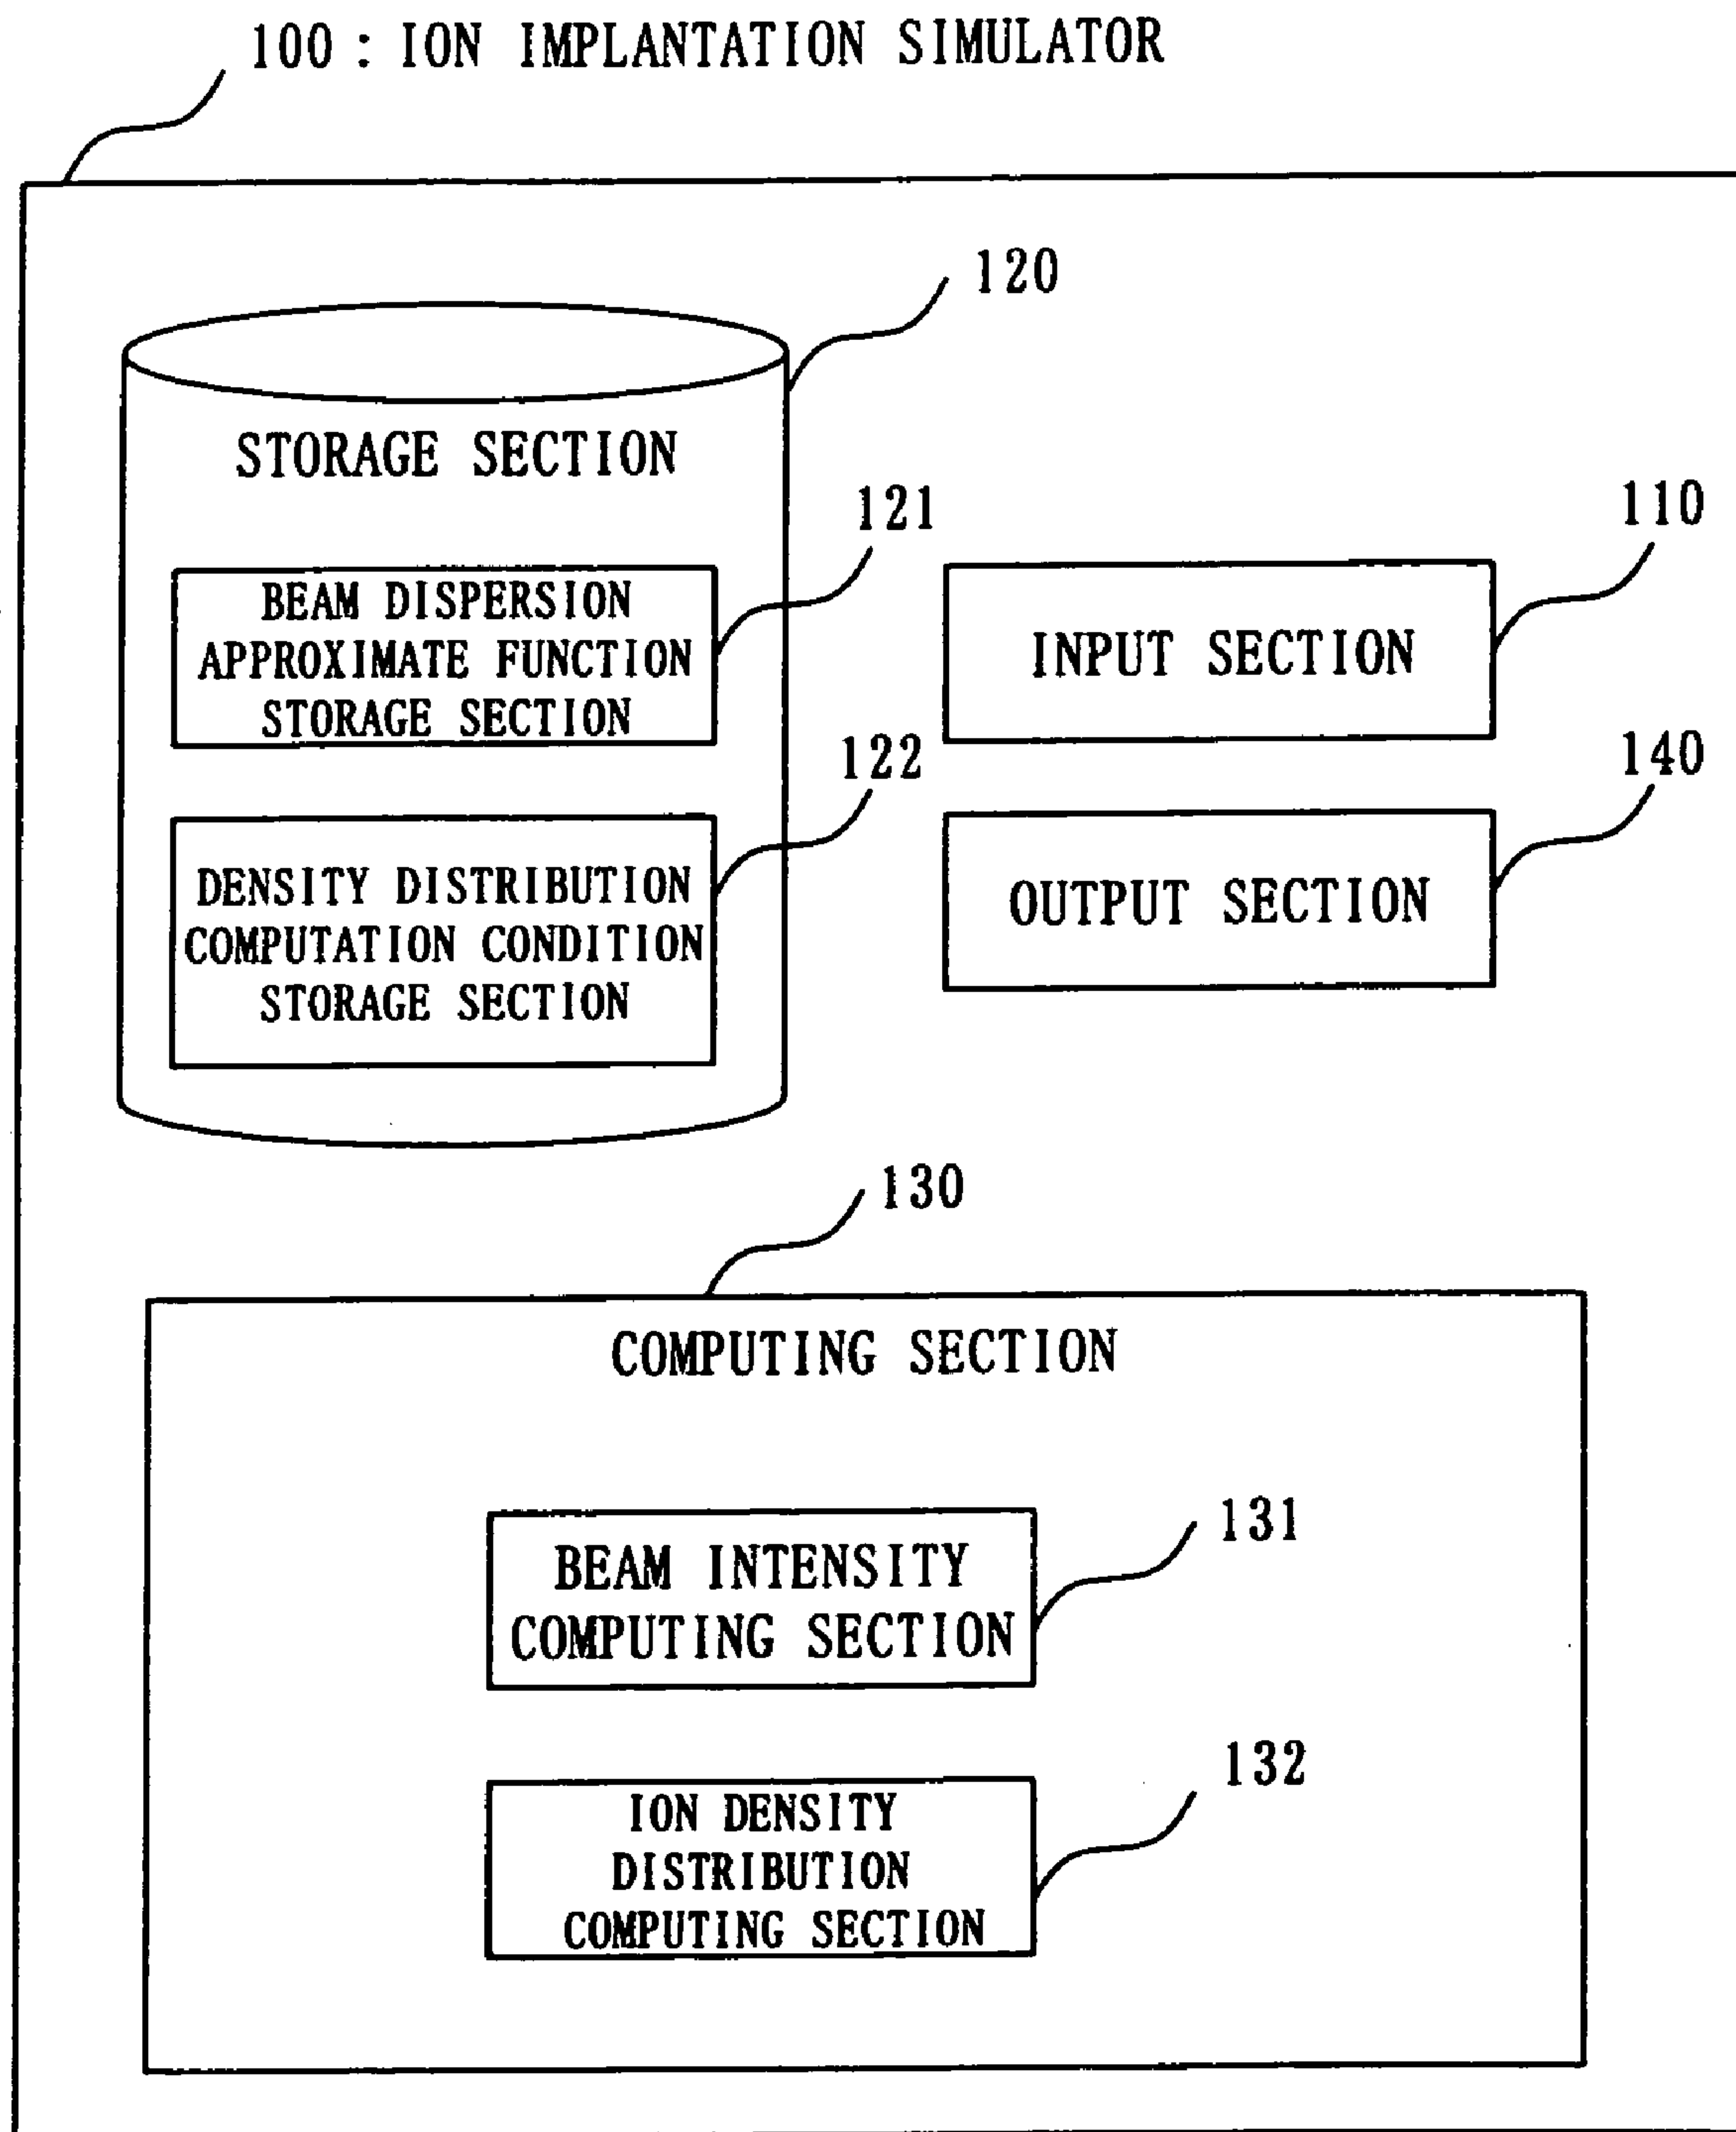 100 : ION IMPLANTATION SIMULATOR
120
STORAGE SECTION
121
BEAM DISPERSION
APPROXIMATE FUNCTION
STORAGE SECTION
110
INPUT SECTION
122
DENSITY DISTRIBUTION
COMPUTATION CONDITION
STORAGE SECTION
140
OUTPUT SECTION
130
COMPUTING SECTION
131
BEAM INTENSITY
COMPUTING SECTION
132
ION DENSITY
DISTRIBUTION
COMPUTING SECTION